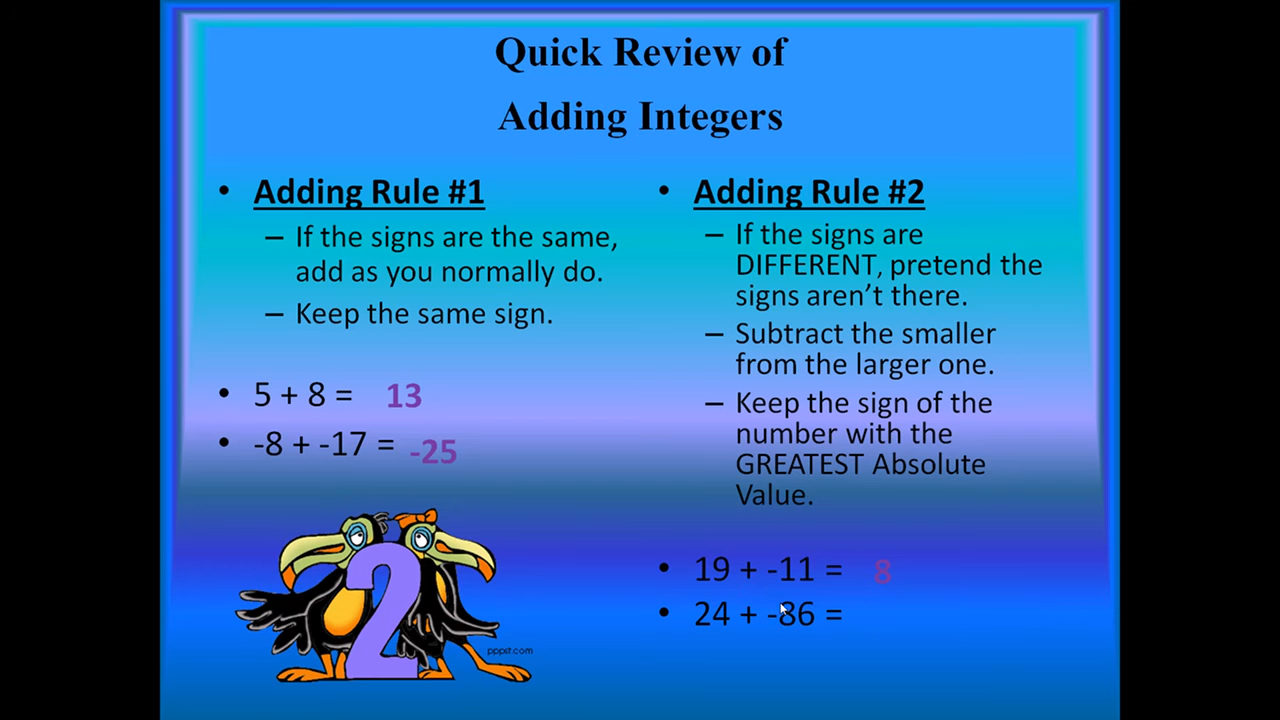 Quick Review of
Adding Integers
• Adding Rule #1
– If the signs are the same,
add as you normally do.
– Keep the same sign.
• 5 + 8 = 13
• -8 + -17 = -25
2
pppst.com
• Adding Rule #2
– If the signs are
DIFFERENT, pretend the
signs aren’t there.
– Subtract the smaller
from the larger one.
– Keep the sign of the
number with the
GREATEST Absolute
Value.
• 19 + -11 = 8
• 24 + -86 =